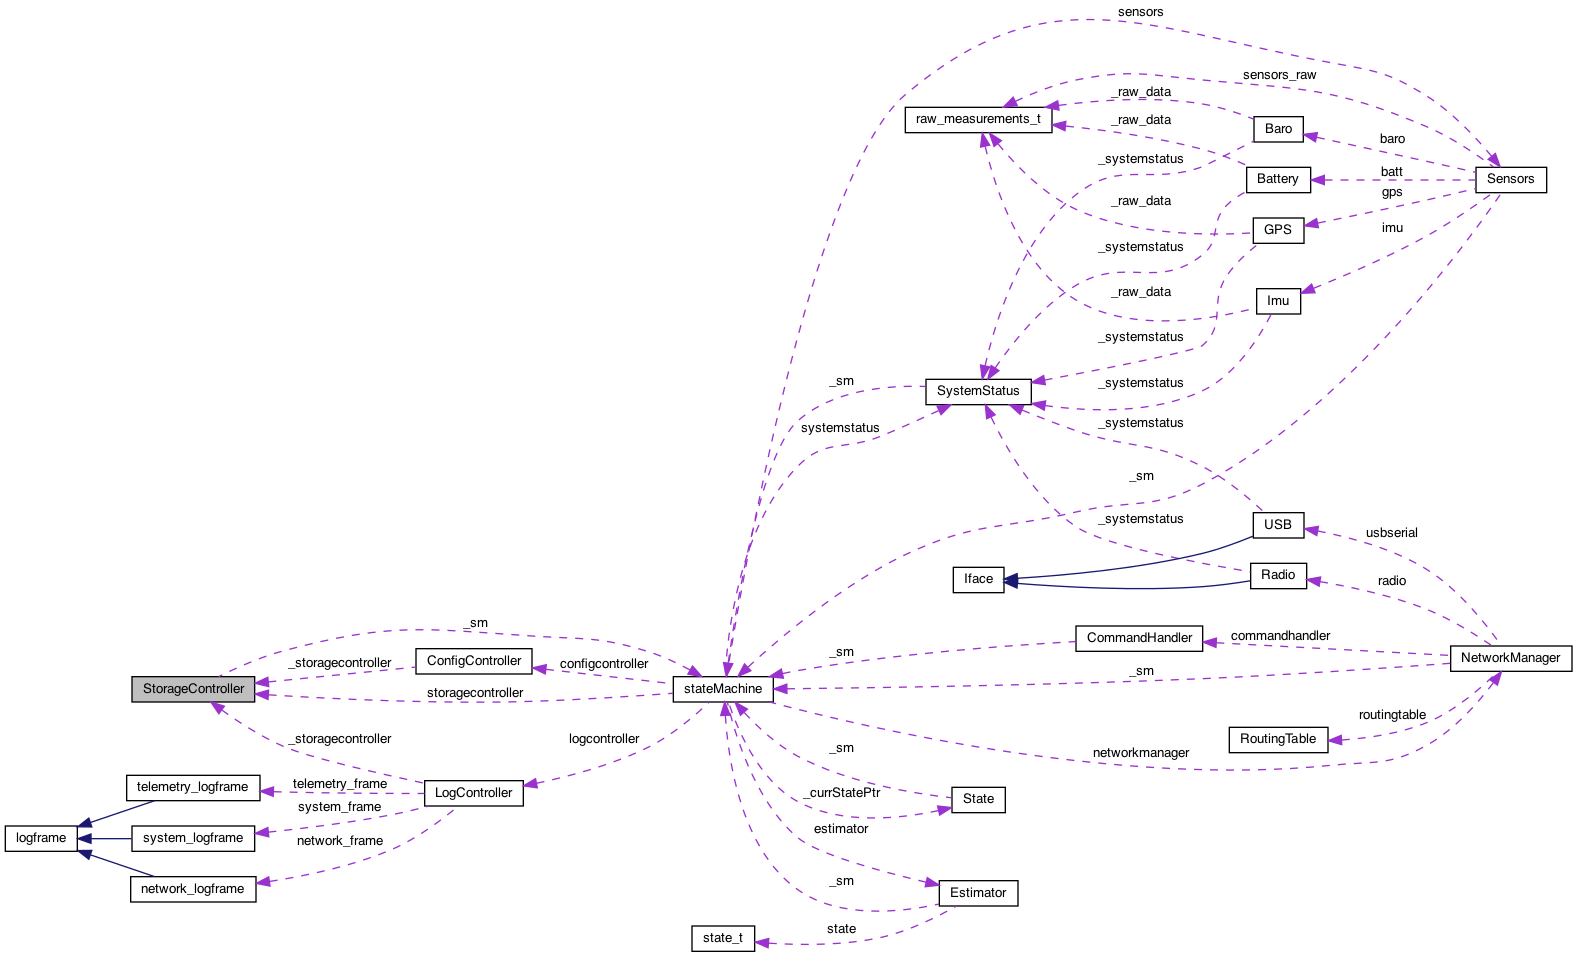 sensors
sensors_raw
_raw_data
raw_measurements_t
_raw_data
Baro
baro
_systemstatus
batt
Battery
Sensors
gps
_raw_data
GPS
imu
_systemstatus
_raw_data
Imu
_systemstatus
_sm
_systemstatus
SystemStatus
systemstatus
_systemstatus
_sm
_systemstatus
USB
usbserial
Iface
Radio
radio
_sm
_storagecontroller
ConfigController
configcontroller
_sm
CommandHandler
commandhandler
NetworkManager
_sm
StorageController
storagecontroller
stateMachine
routingtable
_storagecontroller
logcontroller
_sm
networkmanager
RoutingTable
telemetry_logframe
telemetry_frame
LogController
_currStatePtr
State
system_frame
logframe
system_logframe
network_frame
estimator
network_logframe
_sm
Estimator
state_t
state